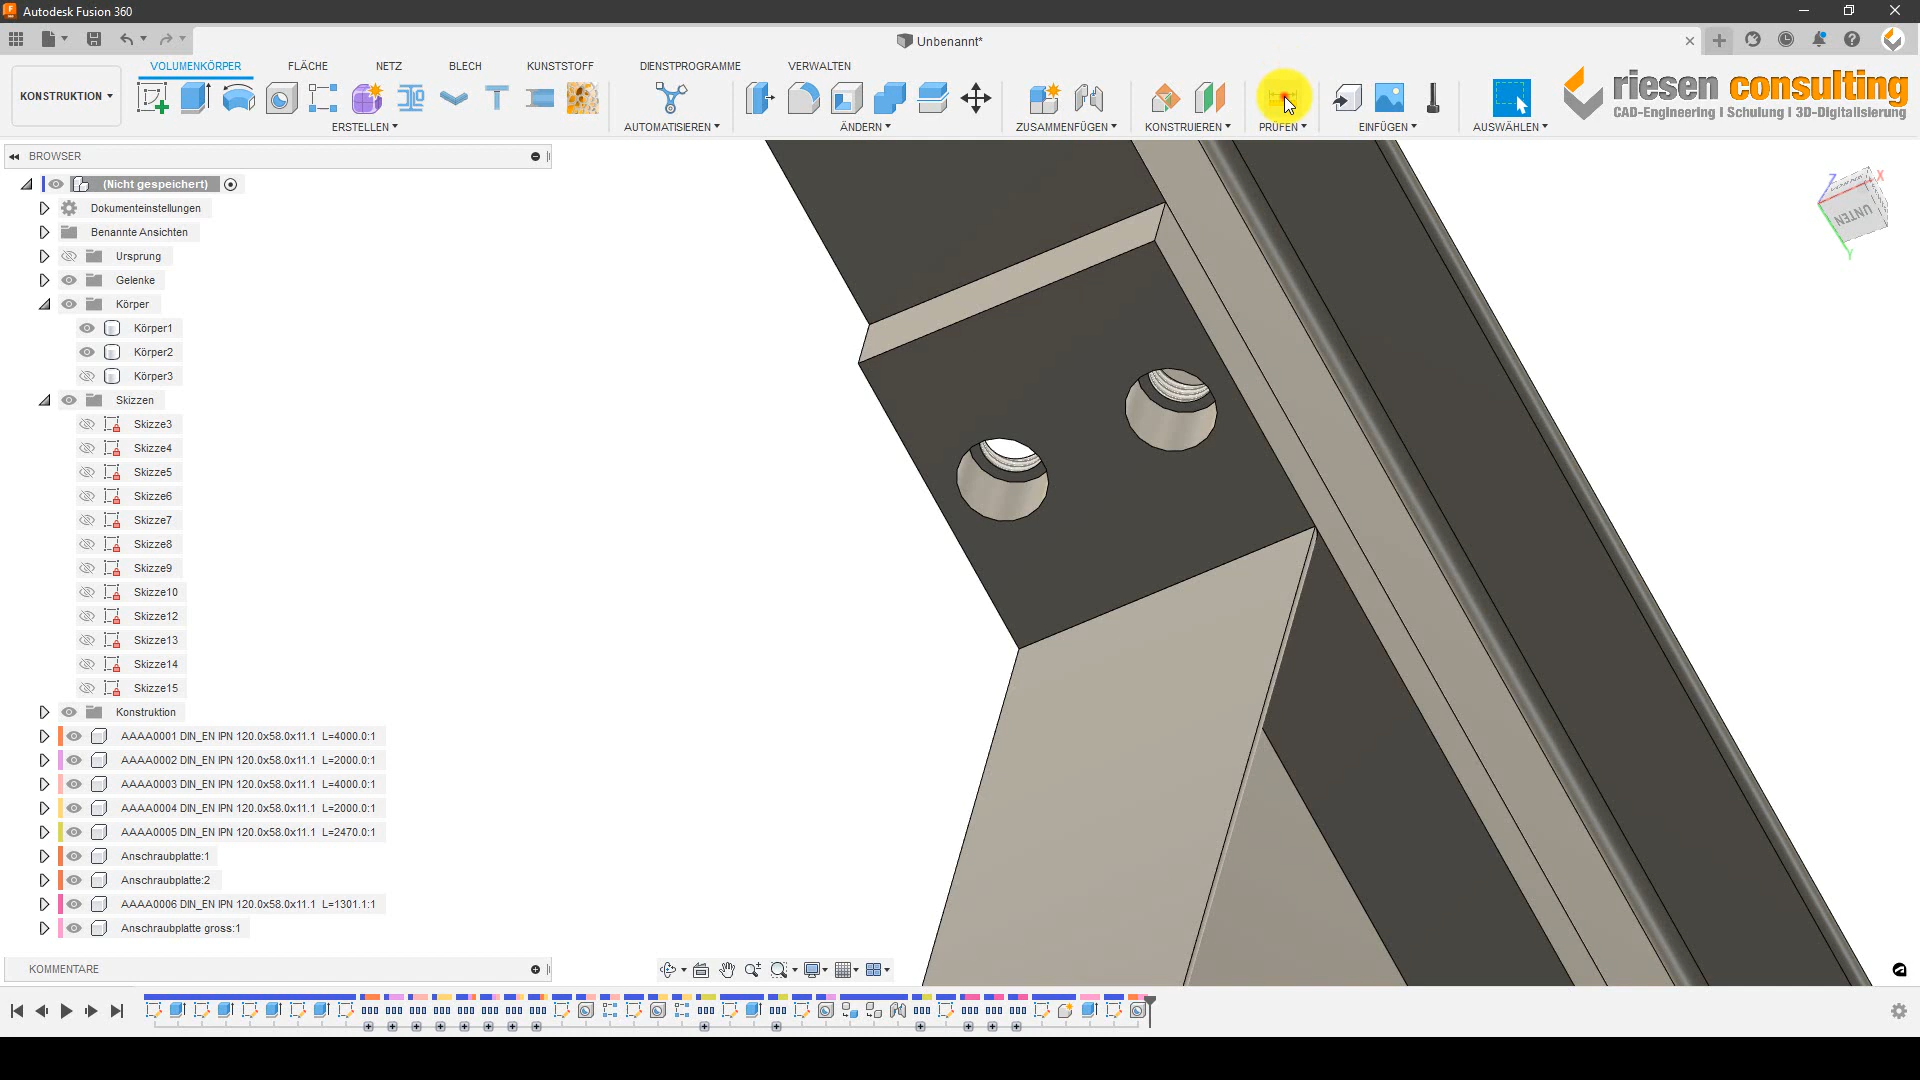 Autodesk Fusion 360
Unbenannt*
VOLUMENKÖRPER
FLÄCHE
NETZ
BLECH
KUNSTSTOFF
DIENSTPROGRAMME
VERWALTEN
KONSTRUKTION
ERSTELLEN
AUTOMATISIEREN
ÄNDERN
ZUSAMMENFÜGEN
KONSTRUIEREN
PRÜFEN
EINFÜGEN
AUSWÄHLEN
riesen consulting
CAD-Engineering I Schulung I 3D-Digitalisierung
BROWSER
(Nicht gespeichert)
Dokumenteinstellungen
Benannte Ansichten
Ursprung
Gelenke
Körper
Körper1
Körper2
Körper3
Skizzen
Skizze3
Skizze4
Skizze5
Skizze6
Skizze7
Skizze8
Skizze9
Skizze10
Skizze12
Skizze13
Skizze14
Skizze15
Konstruktion
AAAA0001 DIN_EN IPN 120.0x58.0x11.1 L=4000.0:1
AAAA0002 DIN_EN IPN 120.0x58.0x11.1 L=2000.0:1
AAAA0003 DIN_EN IPN 120.0x58.0x11.1 L=4000.0:1
AAAA0004 DIN_EN IPN 120.0x58.0x11.1 L=2000.0:1
AAAA0005 DIN_EN IPN 120.0x58.0x11.1 L=2470.0:1
Anschraubplatte:1
Anschraubplatte:2
AAAA0006 DIN_EN IPN 120.0x58.0x11.1 L=1301.1:1
Anschraubplatte gross:1
KOMMENTARE
Z
X
UNTEN
Y